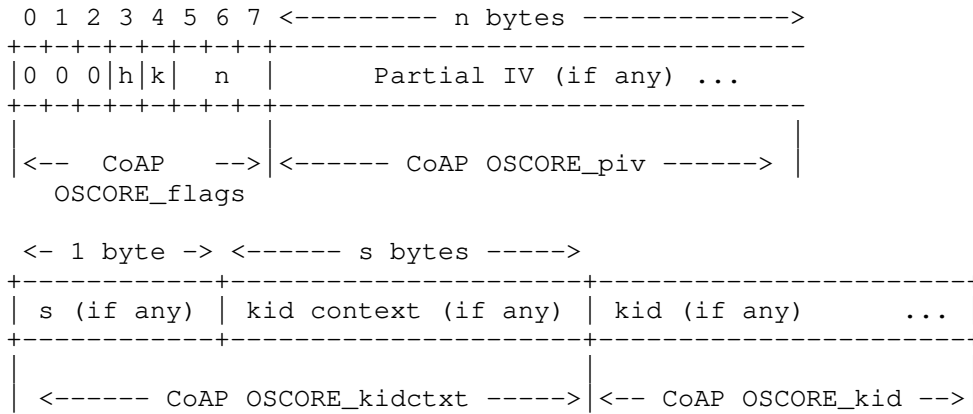 0 1 2 3 4 5 6 7 <--------- n bytes ------------->
+-+-+-+-+-+-+-+-+---------------------------------
|0 0 0|h|k|  n  |      Partial IV (if any) ...
+-+-+-+-+-+-+-+-+---------------------------------
|               |                                |
|<--  CoAP   -->|<------ CoAP OSCORE_piv ------> |
   OSCORE_flags
 <- 1 byte -> <------ s bytes ----->
+------------+----------------------+-----------------------+
| s (if any) | kid context (if any) | kid (if any)      ... |
+------------+----------------------+-----------------------+
|                                   |                       |
| <------ CoAP OSCORE_kidctxt ----->|<-- CoAP OSCORE_kid -->|